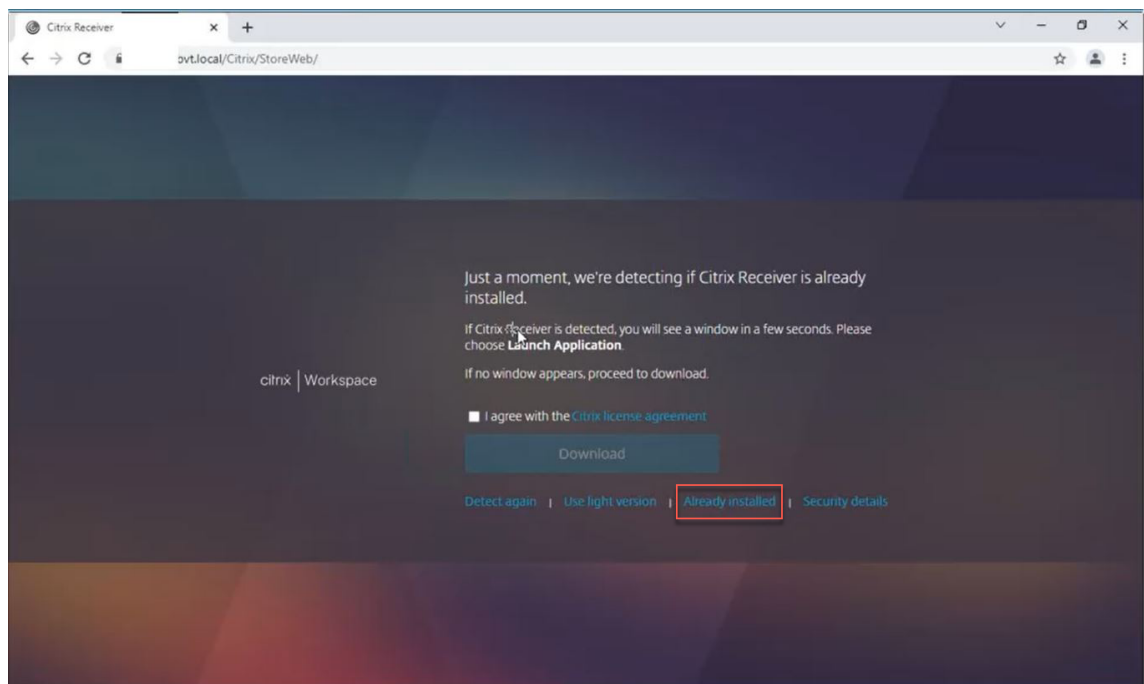 Citrix Receiver
ovt.local/Citrix/StoreWeb/
Just a moment, we're detecting if Citrix Receiver is already
installed.
If Citrix Receiver is detected, you will see a window in a few seconds. Please
choose Launch Application.
If no window appears, proceed to download.
citrix | Workspace
I agree with the Citrix license agreement
Download
Detect again | Use light version | Already installed | Security details